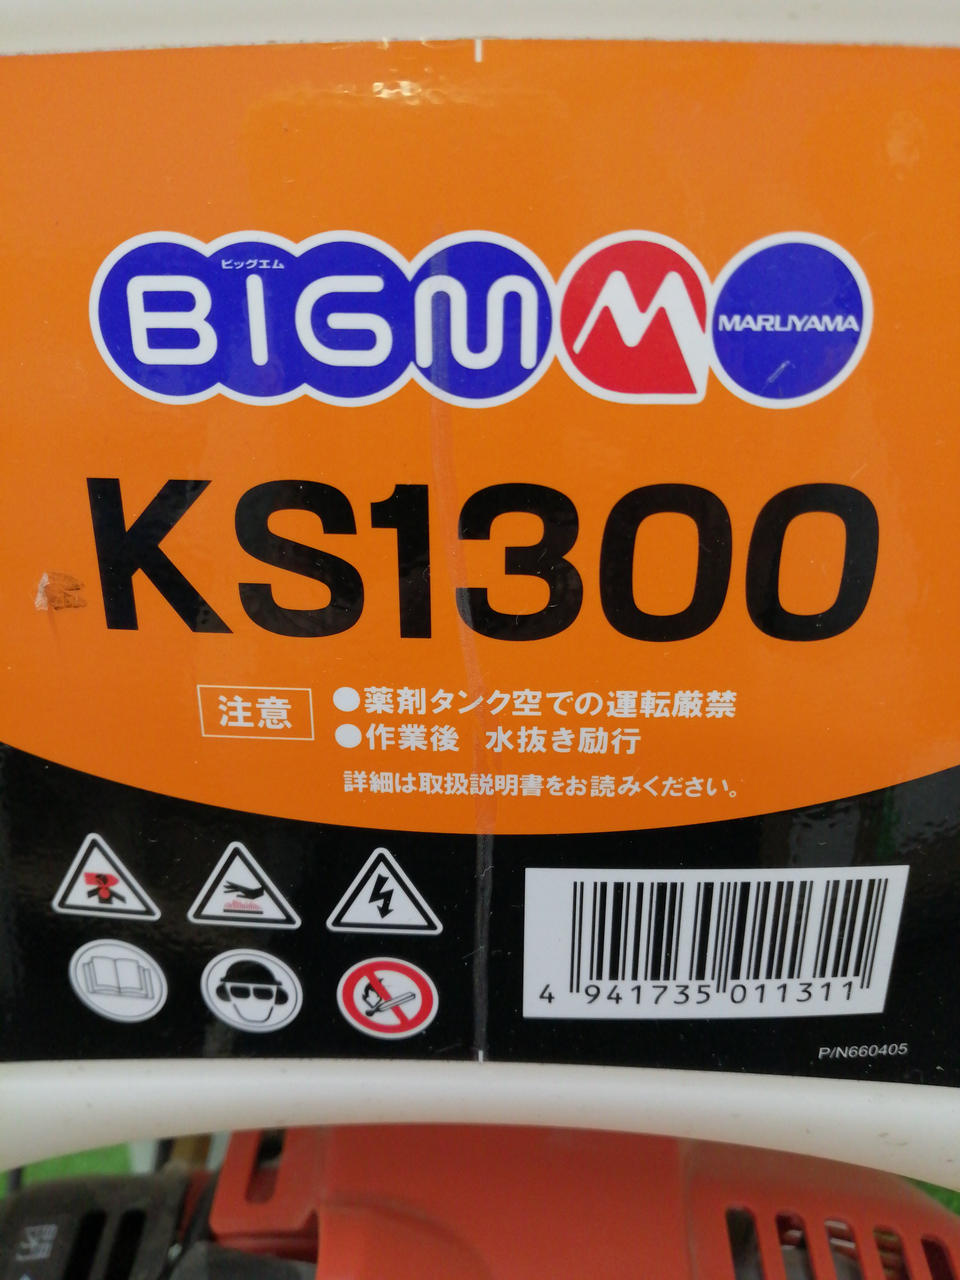 ビッグエム
BIGM
MARUYAMA
KS1300
注意
●薬剤タンク空での運転厳禁
●作業後　水抜き励行
詳細は取扱説明書をお読みください。
4 941735 011311
P/N660405
閉